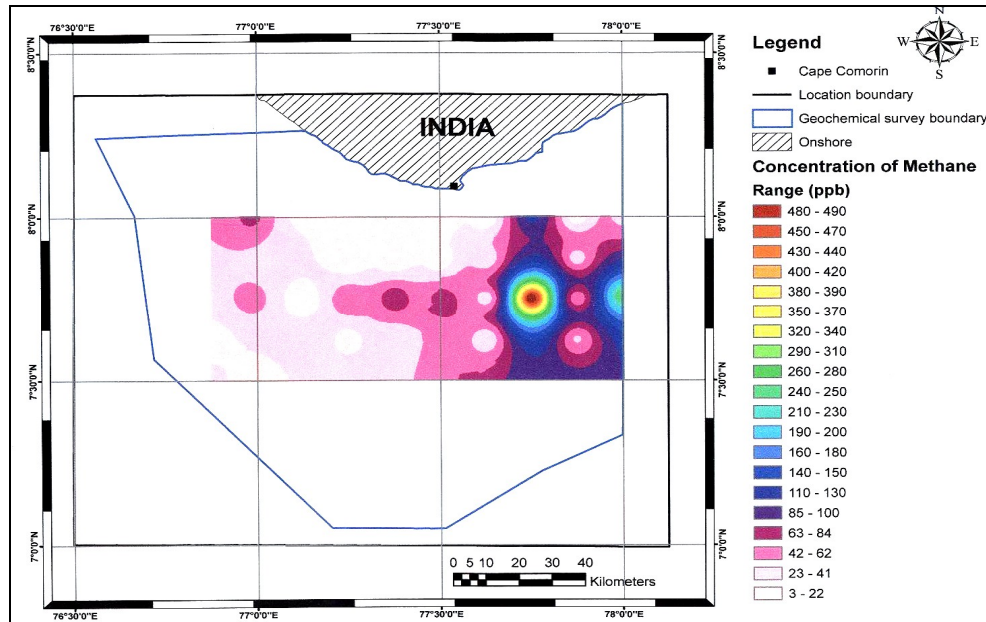 76°30'0"E 77°0'0"E 77°30'0"E 78°0'0"E
8°30'0"N 8°30'0"N
8°0'0"N 8°0'0"N
7°30'0"N 7°30'0"N
7°0'0"N 7°0'0"N
76°30'0"E 77°0'0"E 77°30'0"E 78°0'0"E
INDIA
0 5 10 20 30 40
Kilometers
N
W E
S
Legend
Cape Comorin
Location boundary
Geochemical survey boundary
Onshore
Concentration of Methane
Range (ppb)
480 - 490
450 - 470
430 - 440
400 - 420
380 - 390
350 - 370
320 - 340
290 - 310
260 - 280
240 - 250
210 - 230
190 - 200
160 - 180
140 - 150
110 - 130
85 - 100
63 - 84
42 - 62
23 - 41
3 - 22